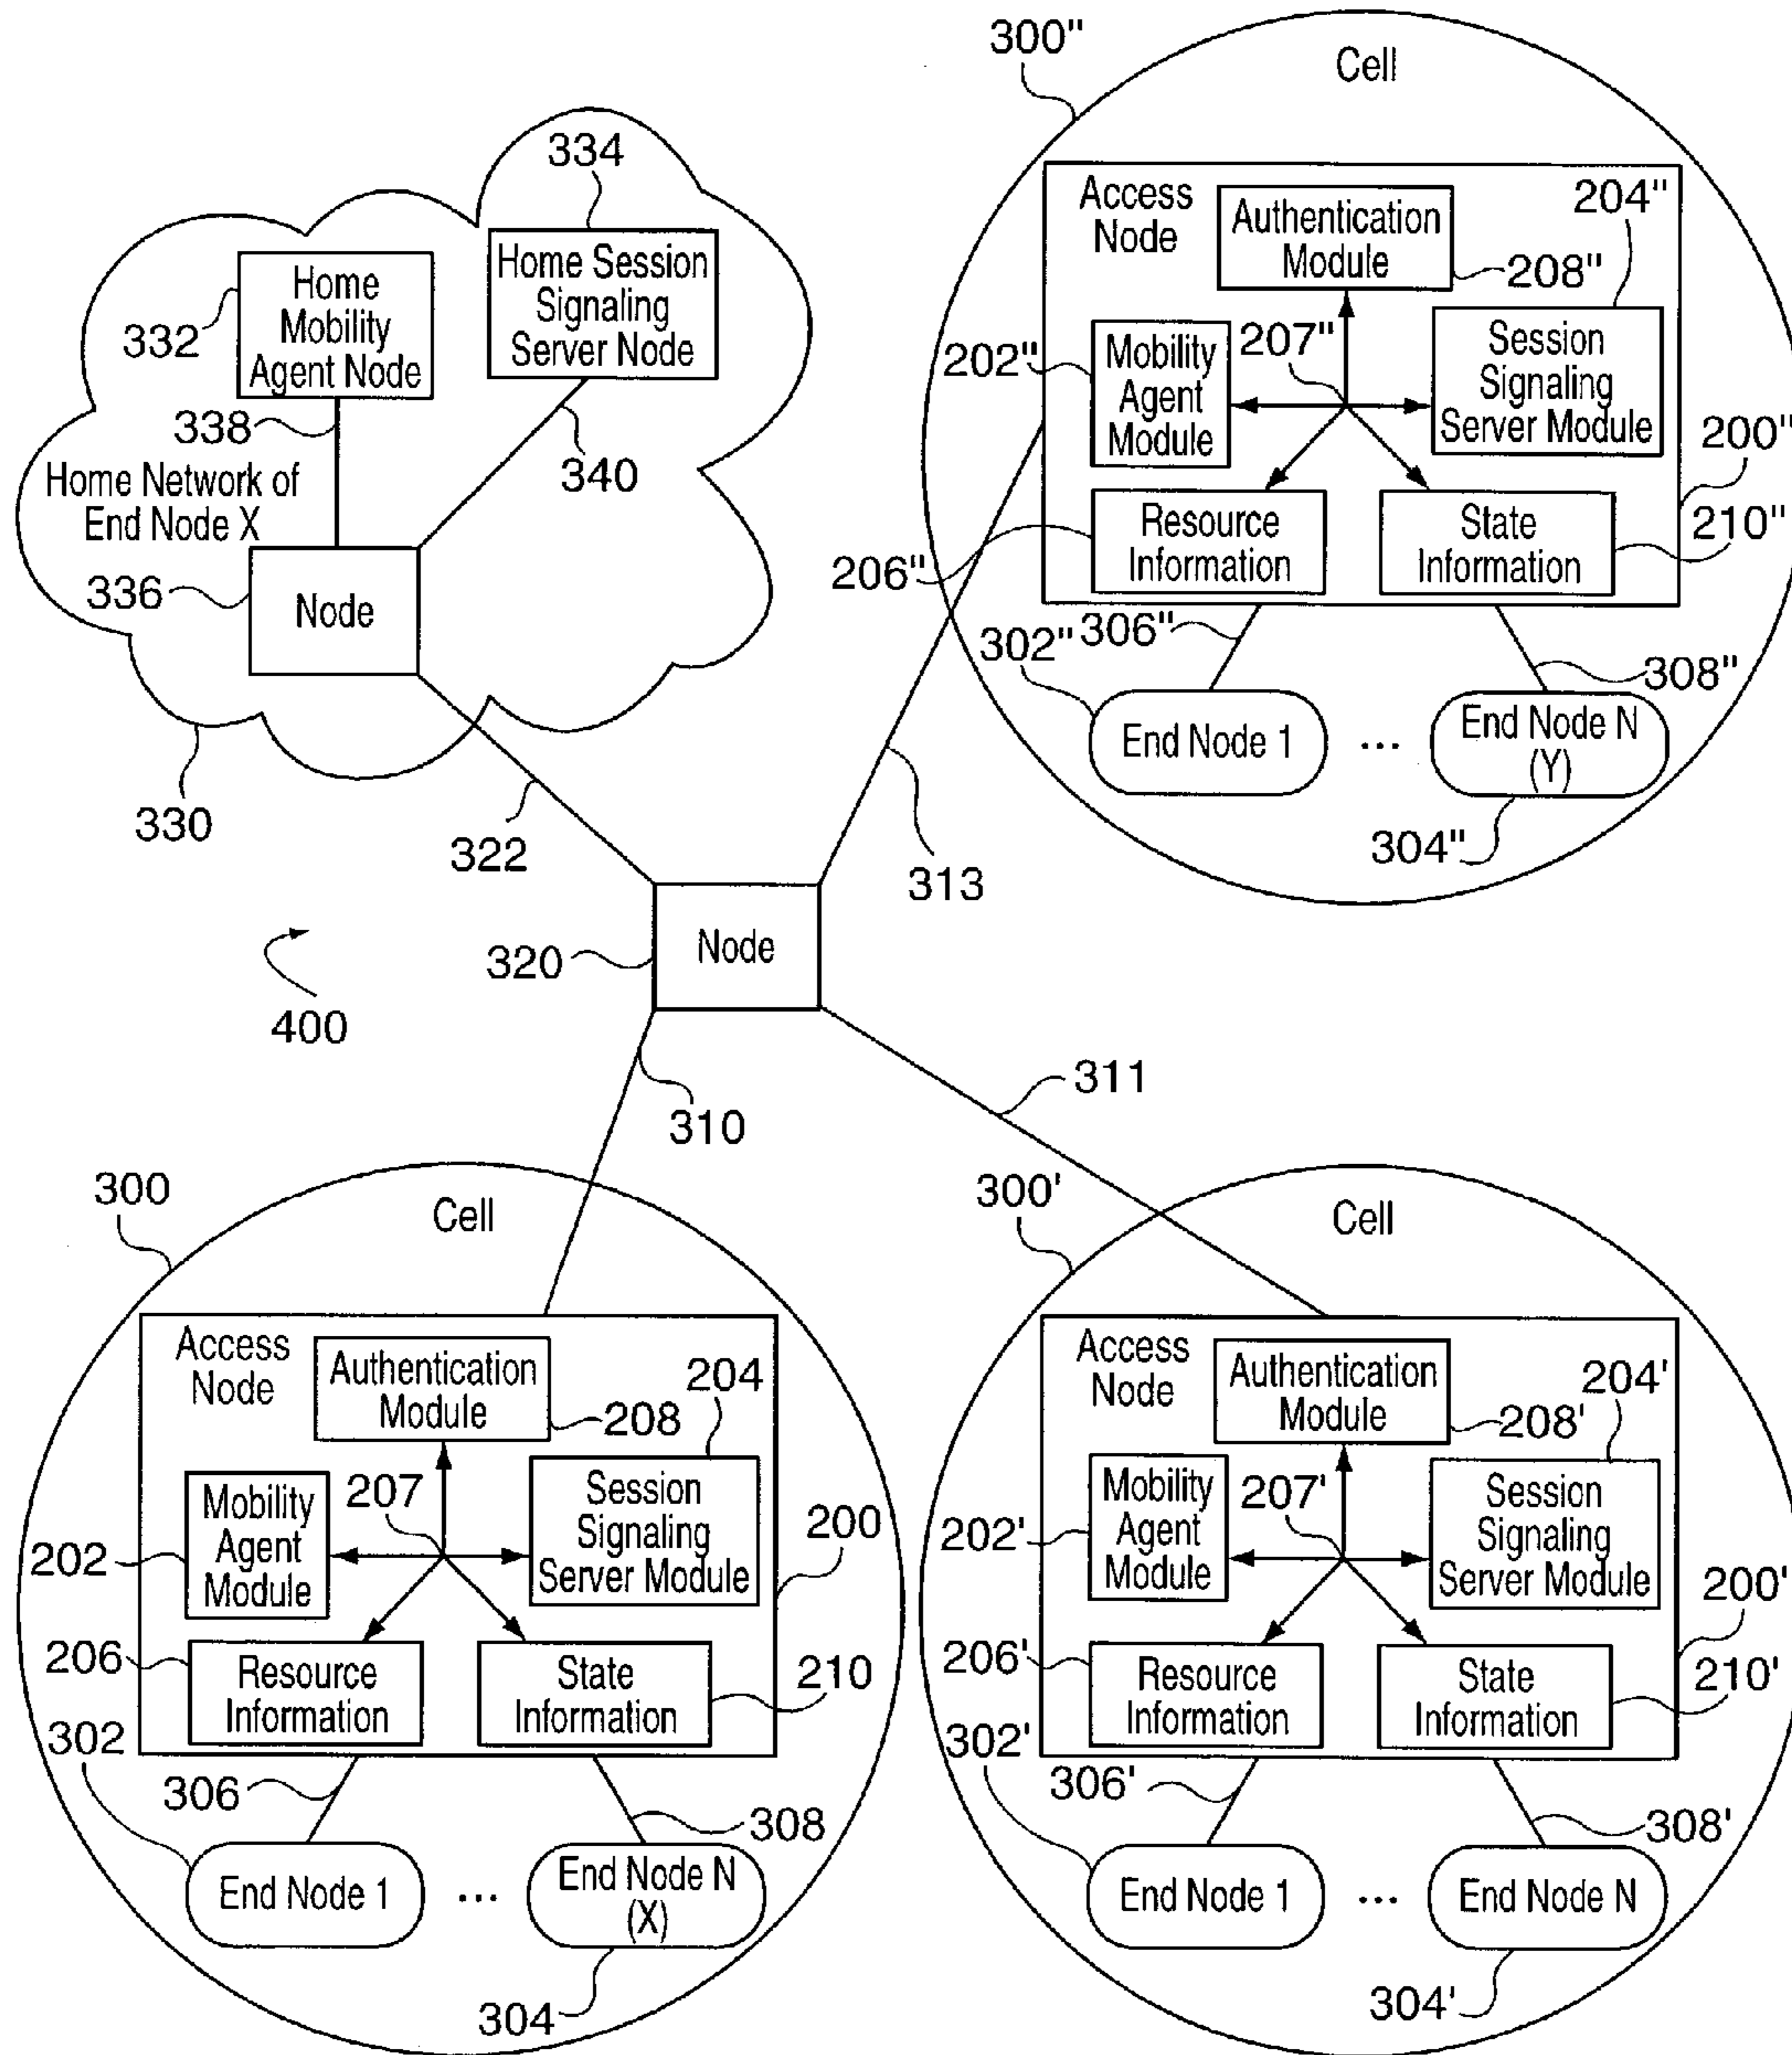 300"
Cell
334
Access
Node
Authentication
Module
204"
208"
Home
Mobility
Agent Node
332
Home Session
Signaling
Server Node
202"
Mobility
Agent
Module
207"
Session
Signaling
Server Module
338
340
200"
Home Network of
End Node X
Resource
Information
State
Information
210"
206"
336
Node
306"
302"
308"
End Node 1
...
End Node N
(Y)
330
322
313
304"
320
Node
400
310
311
300
Cell
Access
Node
Authentication
Module
204
208
Mobility
Agent
Module
207
Session
Signaling
Server Module
200
202
206
Resource
Information
State
Information
210
302
306
308
End Node 1
...
End Node N
(X)
304
300'
Cell
Access
Node
Authentication
Module
204'
208'
Mobility
Agent
Module
207'
Session
Signaling
Server Module
202'
200'
206'
Resource
Information
State
Information
210'
302'
306'
308'
End Node 1
...
End Node N
304'